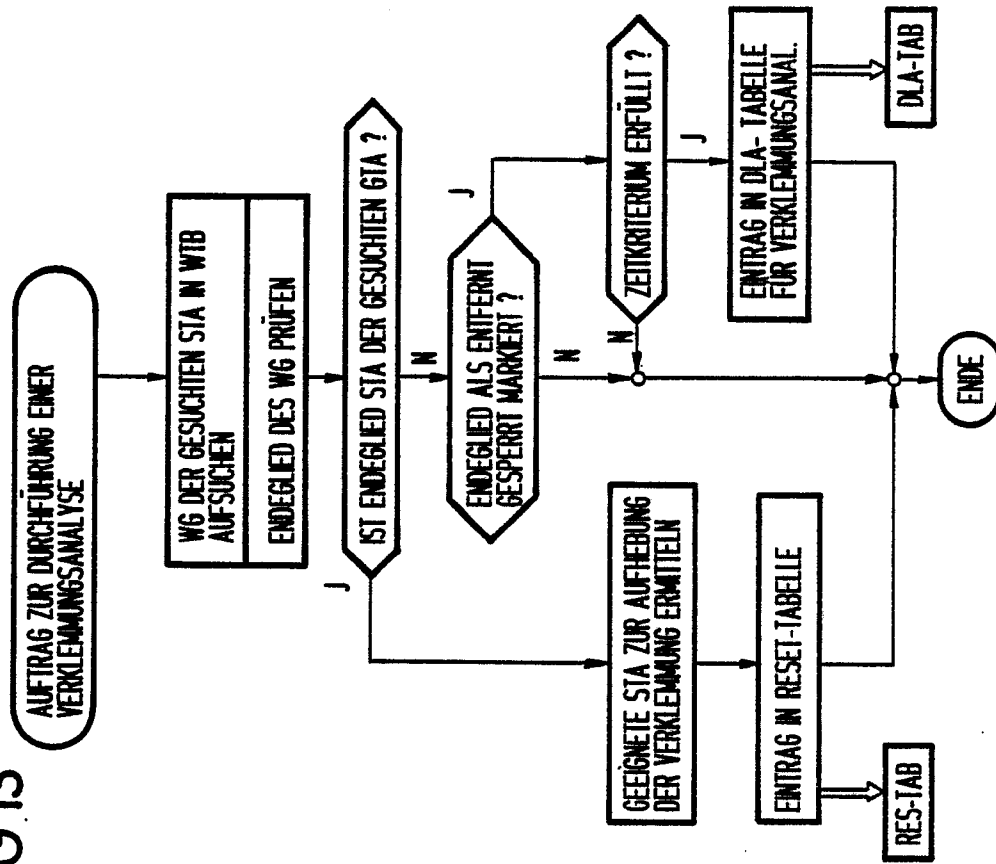 AUFTRAG ZUR DURCHFÜHRUNG EINER
VERKLEMMUNGSANALYSE
WG DER GESUCHTEN STA IN WTB
AUFSUCHEN
ENDEGLIED DES WG PRÜFEN
IST ENDEGLIED STA DER GESUCHTEN GTA ?
J
N
ENDEGLIED ALS ENTFERNT
GESPERRT MARKIERT ?
J
N
ZEITKRITERIUM ERFÜLLT ?
N
J
GEEIGNETE STA ZUR AUFHEBUNG
DER VERKLEMMUNG ERMITTELN
EINTRAG IN DLA-TABELLE
FÜR VERKLEMMUNGSANAL.
EINTRAG IN RESET-TABELLE
RES-TAB
DLA-TAB
ENDE